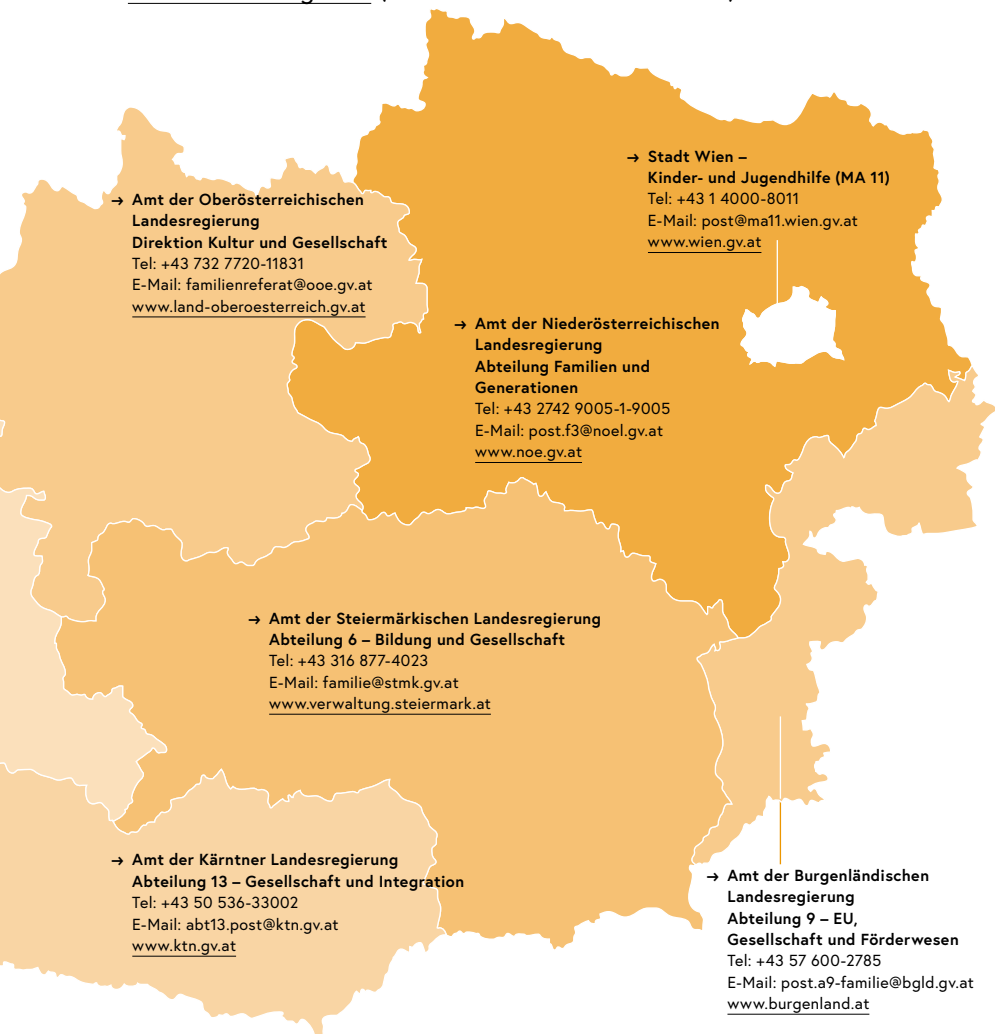 → Stadt Wien –
Kinder- und Jugendhilfe (MA 11)
Tel: +43 1 4000-8011
E-Mail: post@ma11.wien.gv.at
www.wien.gv.at
→ Amt der Oberösterreichischen
Landesregierung
Direktion Kultur und Gesellschaft
Tel: +43 732 7720-11831
E-Mail: familienreferat@ooe.gv.at
www.land-oberoesterreich.gv.at
→ Amt der Niederösterreichischen
Landesregierung
Abteilung Familien und
Generationen
Tel: +43 2742 9005-1-9005
E-Mail: post.f3@noel.gv.at
www.noe.gv.at
→ Amt der Steiermärkischen Landesregierung
Abteilung 6 – Bildung und Gesellschaft
Tel: +43 316 877-4023
E-Mail: familie@stmk.gv.at
www.verwaltung.steiermark.at
→ Amt der Kärntner Landesregierung
Abteilung 13 – Gesellschaft und Integration
Tel: +43 50 536-33002
E-Mail: abt13.post@ktn.gv.at
www.ktn.gv.at
→ Amt der Burgenländischen
Landesregierung
Abteilung 9 – EU,
Gesellschaft und Förderwesen
Tel: +43 57 600-2785
E-Mail: post.a9-familie@bgld.gv.at
www.burgenland.at